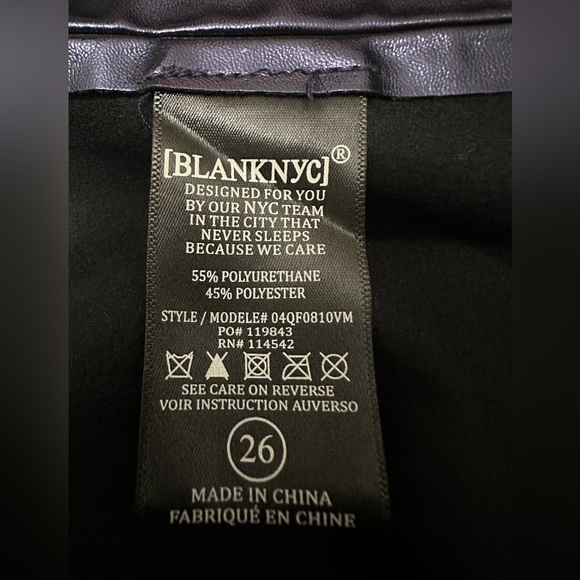 [BLANKNYC]®
DESIGNED FOR YOU
BY OUR NYC TEAM
IN THE CITY THAT
NEVER SLEEPS
BECAUSE WE CARE
55% POLYURETHANE
45% POLYESTER
STYLE / MODELE# 04QF0810VM
PO# 119843
RN# 114542
SEE CARE ON REVERSE
VOIR INSTRUCTION AUVERSO
26
MADE IN CHINA
FABRIQUÉ EN CHINE